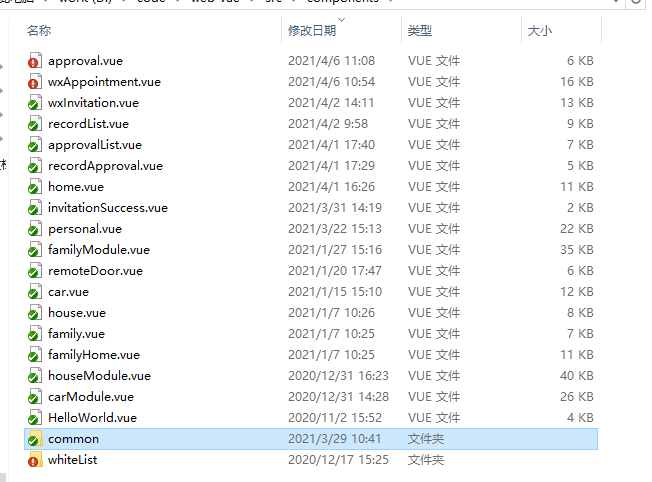 work (D:) code web-vue src components
名称 修改日期 类型 大小
approval.vue 2021/4/6 11:08 VUE 文件 6 KB
wxAppointment.vue 2021/4/6 10:54 VUE 文件 16 KB
wxInvitation.vue 2021/4/2 14:11 VUE 文件 13 KB
recordList.vue 2021/4/2 9:58 VUE 文件 9 KB
approvalList.vue 2021/4/1 17:40 VUE 文件 7 KB
recordApproval.vue 2021/4/1 17:29 VUE 文件 5 KB
home.vue 2021/4/1 16:26 VUE 文件 11 KB
invitationSuccess.vue 2021/3/31 14:19 VUE 文件 2 KB
personal.vue 2021/3/22 15:13 VUE 文件 22 KB
familyModule.vue 2021/1/27 15:16 VUE 文件 35 KB
remoteDoor.vue 2021/1/20 17:47 VUE 文件 6 KB
car.vue 2021/1/15 15:10 VUE 文件 12 KB
house.vue 2021/1/7 10:26 VUE 文件 8 KB
family.vue 2021/1/7 10:25 VUE 文件 7 KB
familyHome.vue 2021/1/7 10:25 VUE 文件 11 KB
houseModule.vue 2020/12/31 16:23 VUE 文件 40 KB
carModule.vue 2020/12/31 14:28 VUE 文件 26 KB
HelloWorld.vue 2020/11/2 15:52 VUE 文件 4 KB
common 2021/3/29 10:41 文件夹
whiteList 2020/12/17 15:25 文件夹